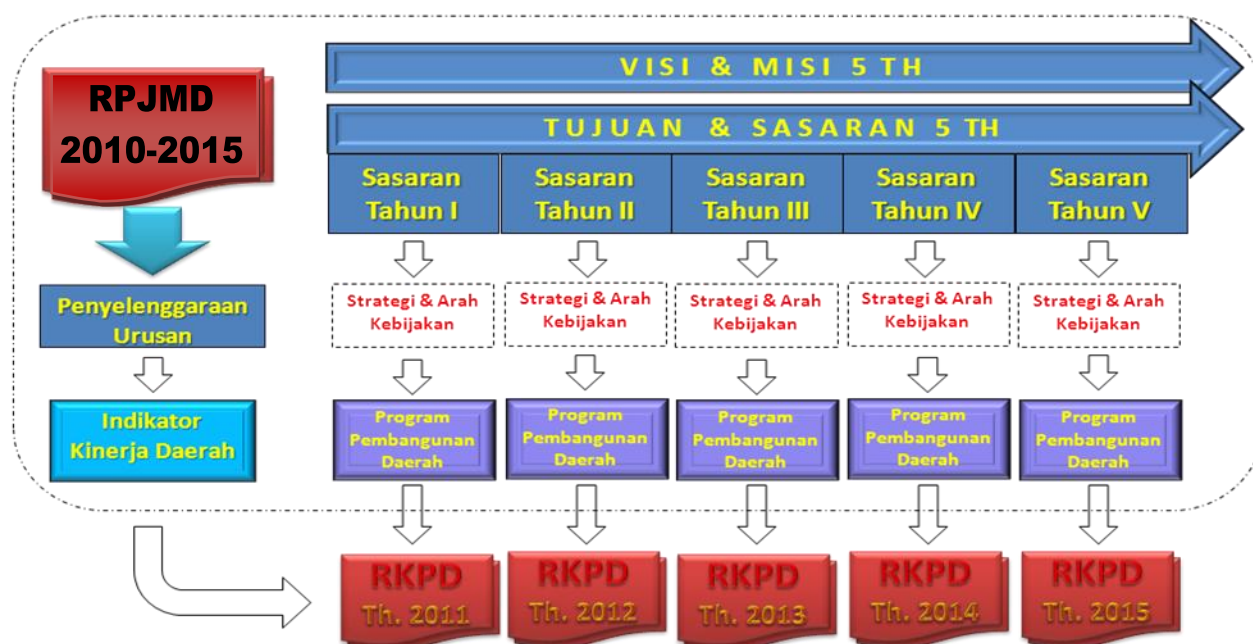 VISI & MISI 5 TH
RPJMD
2010-2015
TUJUAN & SASARAN 5 TH
Sasaran
Tahun I
Sasaran
Tahun II
Sasaran
Tahun III
Sasaran
Tahun IV
Sasaran
Tahun V
Penyelenggaraan
Urusan
Strategi & Arah
Kebijakan
Strategi & Arah
Kebijakan
Strategi & Arah
Kebijakan
Strategi & Arah
Kebijakan
Strategi & Arah
Kebijakan
Indikator
Kinerja Daerah
Program
Pembangunan
Daerah
Program
Pembangunan
Daerah
Program
Pembangunan
Daerah
Program
Pembangunan
Daerah
Program
Pembangunan
Daerah
RKPD
Th. 2011
RKPD
Th. 2012
RKPD
Th. 2013
RKPD
Th. 2014
RKPD
Th. 2015